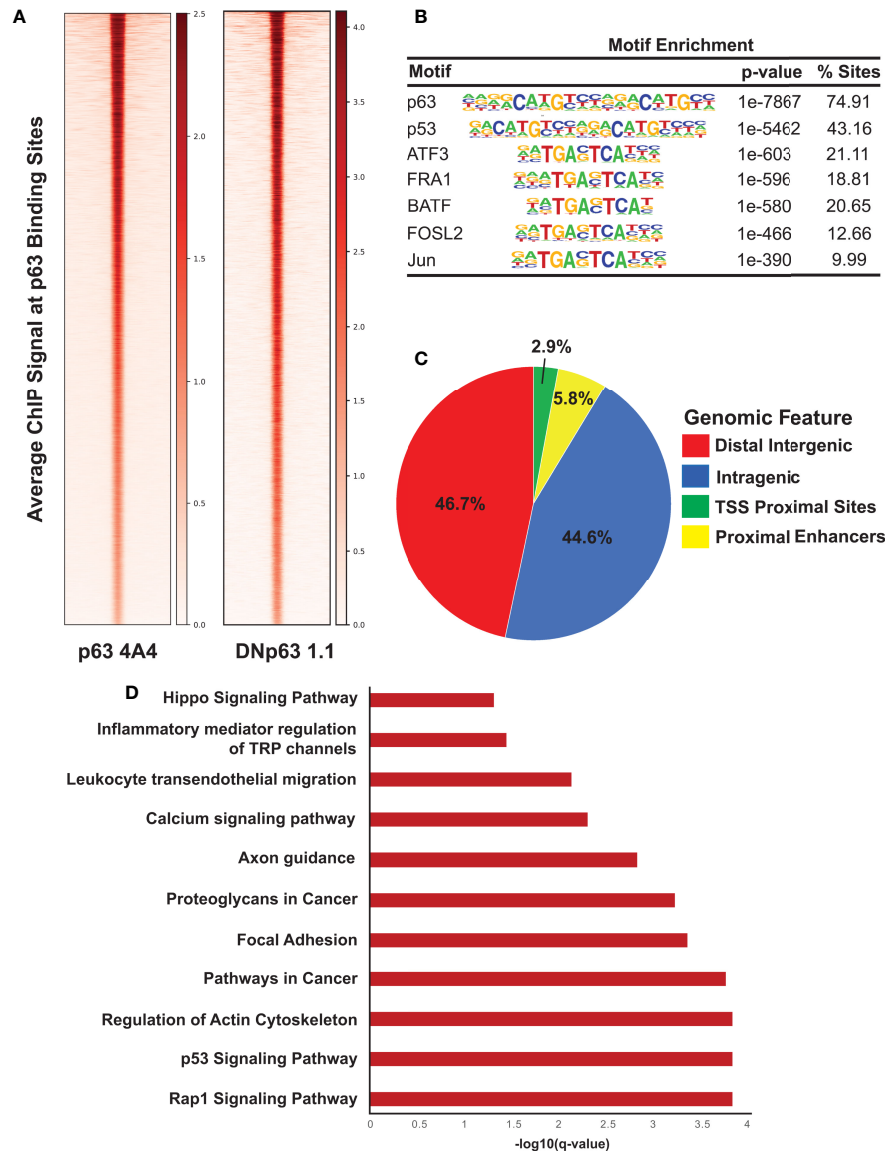 A
Average ChIP Signal at p63 Binding Sites
2.5
2.0
1.5
1.0
0.5
0.0
4.0
3.5
3.0
2.5
2.0
1.5
1.0
0.5
0.0
p63 4A4
DNp63 1.1
B
Motif Enrichment
Motif p-value % Sites
p63 1e-7867 74.91
p53 1e-5462 43.16
ATF3 1e-603 21.11
FRA1 1e-596 18.81
BATF 1e-580 20.65
FOSL2 1e-466 12.66
Jun 1e-390 9.99
C
2.9%
5.8%
46.7%
44.6%
Genomic Feature
Distal Intergenic
Intragenic
TSS Proximal Sites
Proximal Enhancers
D
Hippo Signaling Pathway
Inflammatory mediator regulation
of TRP channels
Leukocyte transendothelial migration
Calcium signaling pathway
Axon guidance
Proteoglycans in Cancer
Focal Adhesion
Pathways in Cancer
Regulation of Actin Cytoskeleton
p53 Signaling Pathway
Rap1 Signaling Pathway
0 0.5 1 1.5 2 2.5 3 3.5 4
-log10(q-value)